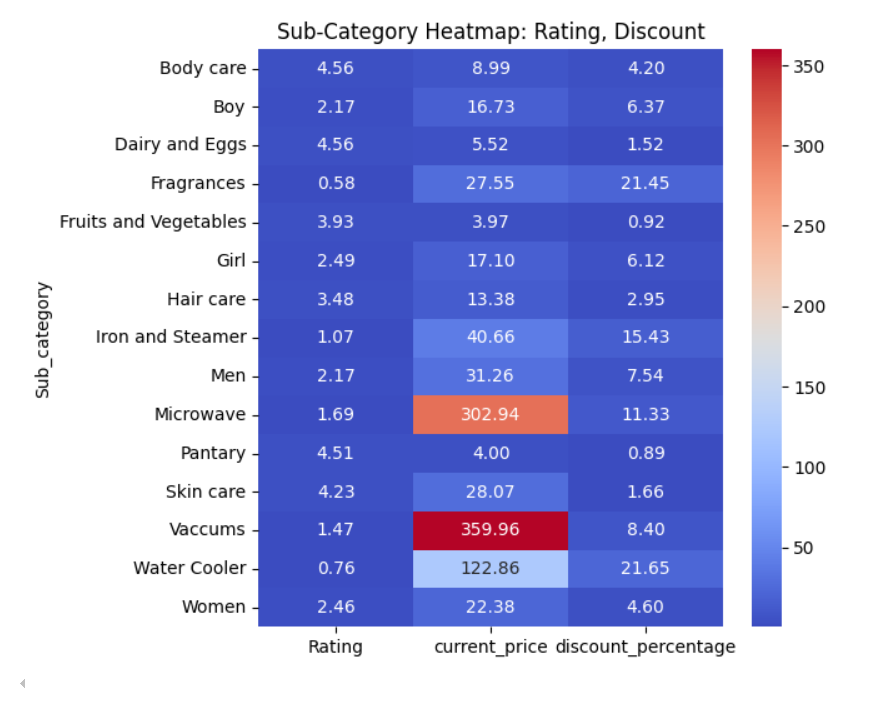 Sub-Category Heatmap: Rating, Discount
Body care 4.56 8.99 4.20
Boy 2.17 16.73 6.37
Dairy and Eggs 4.56 5.52 1.52
Fragrances 0.58 27.55 21.45
Fruits and Vegetables 3.93 3.97 0.92
Girl 2.49 17.10 6.12
Hair care 3.48 13.38 2.95
Iron and Steamer 1.07 40.66 15.43
Men 2.17 31.26 7.54
Microwave 1.69 302.94 11.33
Pantary 4.51 4.00 0.89
Skin care 4.23 28.07 1.66
Vaccums 1.47 359.96 8.40
Water Cooler 0.76 122.86 21.65
Women 2.46 22.38 4.60
Rating current_price discount_percentage
Sub_category
350
300
250
200
150
100
50